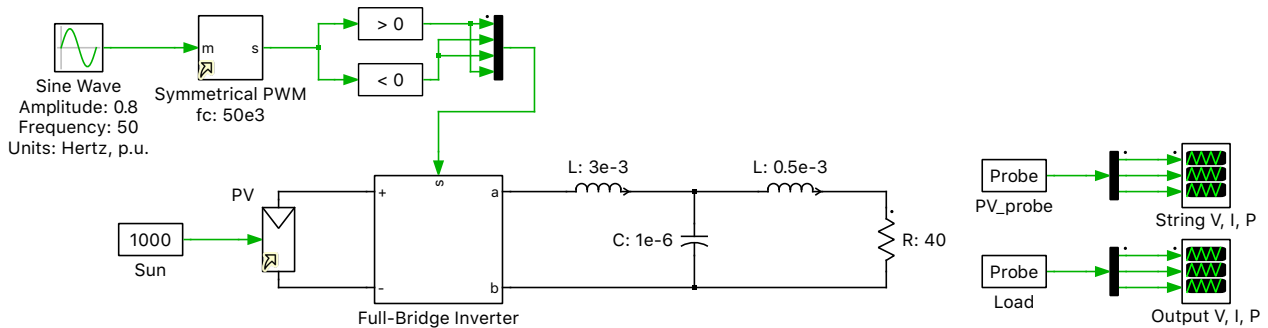 > 0
m
s
< 0
Sine Wave
Amplitude: 0.8
Frequency: 50
Units: Hertz, p.u.
Symmetrical PWM
fc: 50e3
L: 3e-3
L: 0.5e-3
s
PV
+
a
Probe
PV_probe
String V, I, P
1000
Sun
C: 1e-6
R: 40
-
b
Probe
Load
Output V, I, P
Full-Bridge Inverter